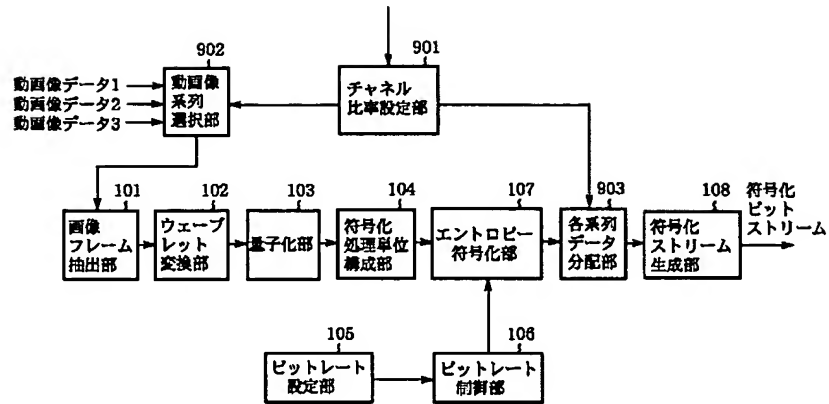 902
901
動画像データ1
動画像データ2
動画像データ3
動画像
系列
選択部
チャネル
比率設定部
101
102
103
104
107
903
108
画像
フレーム
抽出部
ウェーブ
レット
変換部
量子化部
符号化
処理単位
構成部
エントロピー
符号化部
各系列
データ
分配部
符号化
ストリーム
生成部
符号化
ビット
ストリーム
105
106
ビットレート
設定部
ビットレート
制御部